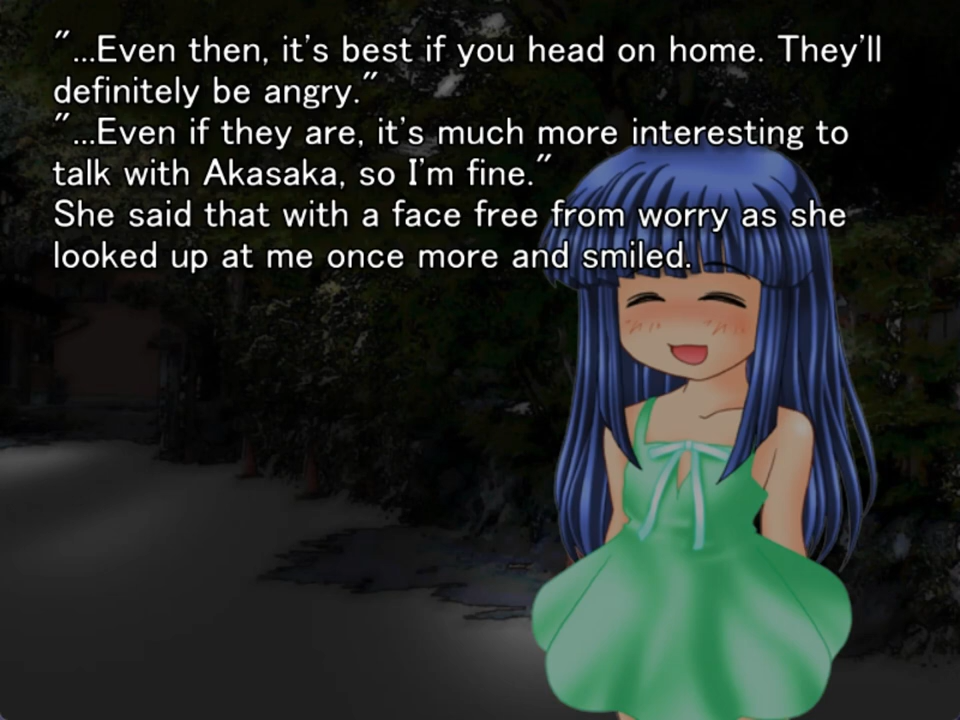 "...Even then, it's best if you head on home. They'll
definitely be angry."
"...Even if they are, it's much more interesting to
talk with Akasaka, so I'm fine."
She said that with a face free from worry as she
looked up at me once more and smiled.